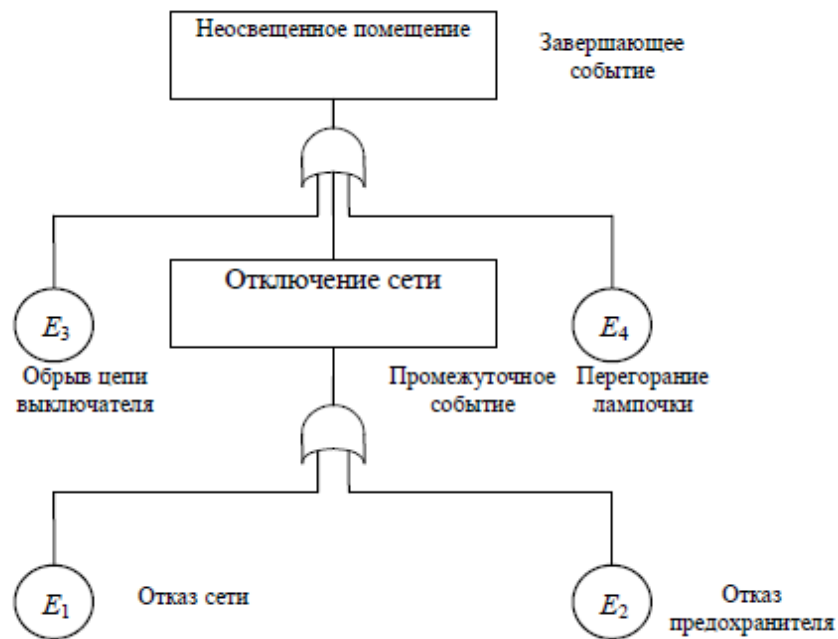 Неосвещенное помещение
Завершающее
событие
Отключение сети
E3
E4
Обрыв цепи
выключателя
Промежуточное
событие
Перегорание
лампочки
E1
Отказ сети
E2
Отказ
предохранителя